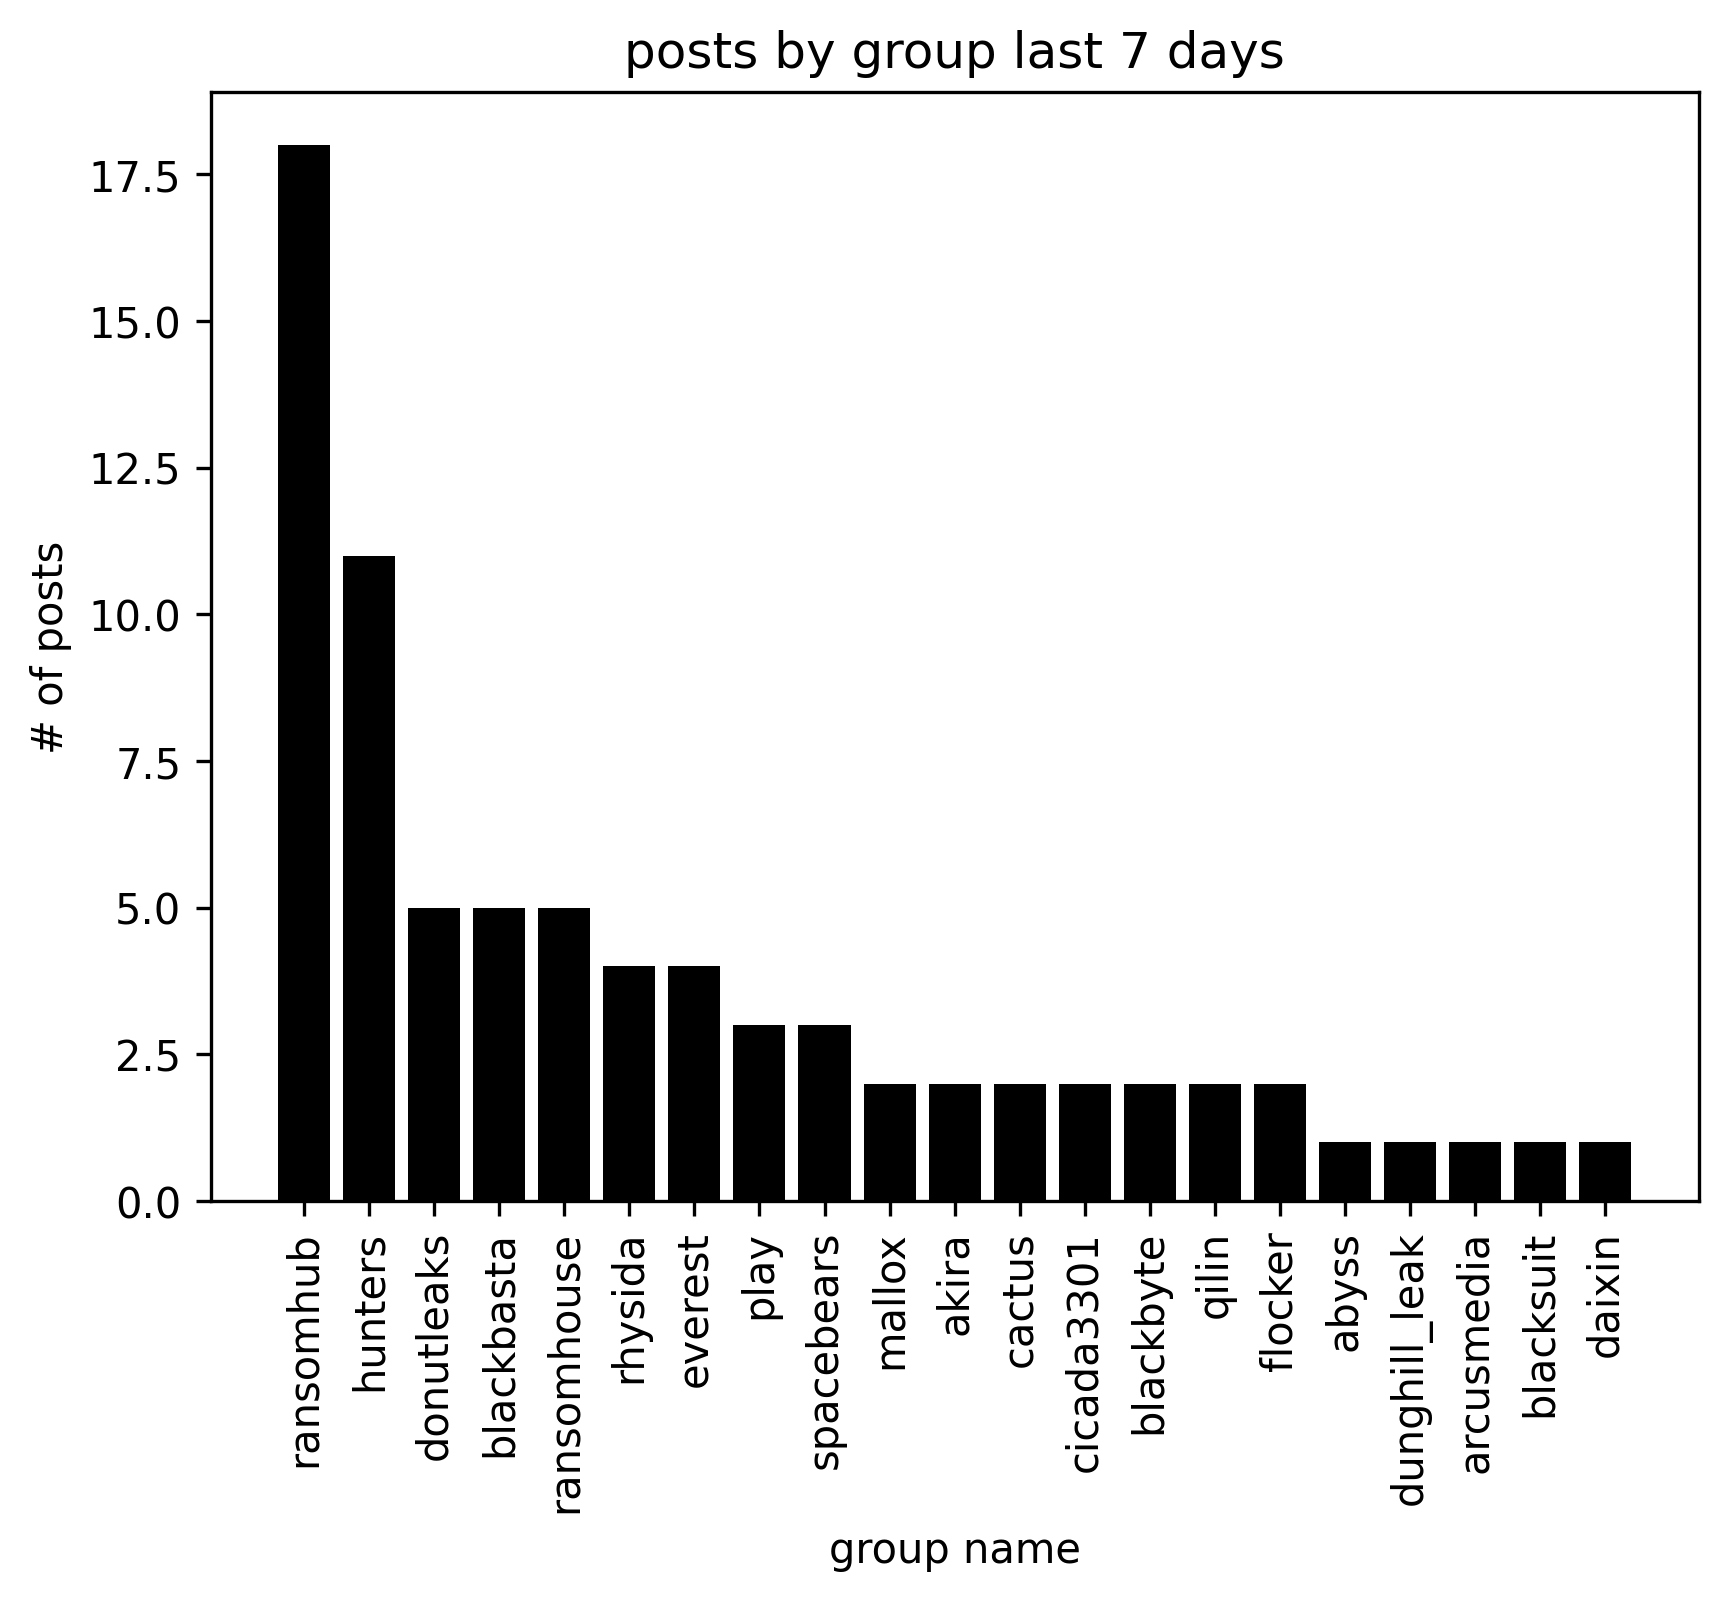 posts by group last 7 days
# of posts
17.5
15.0
12.5
10.0
7.5
5.0
2.5
0.0
ransomhub
hunters
donutleaks
blackbasta
ransomhouse
rhysida
everest
play
spacebears
mallox
akira
cactus
cicada3301
blackbyte
qilin
flocker
abyss
dunghill_leak
arcusmedia
blacksuit
daixin
group name